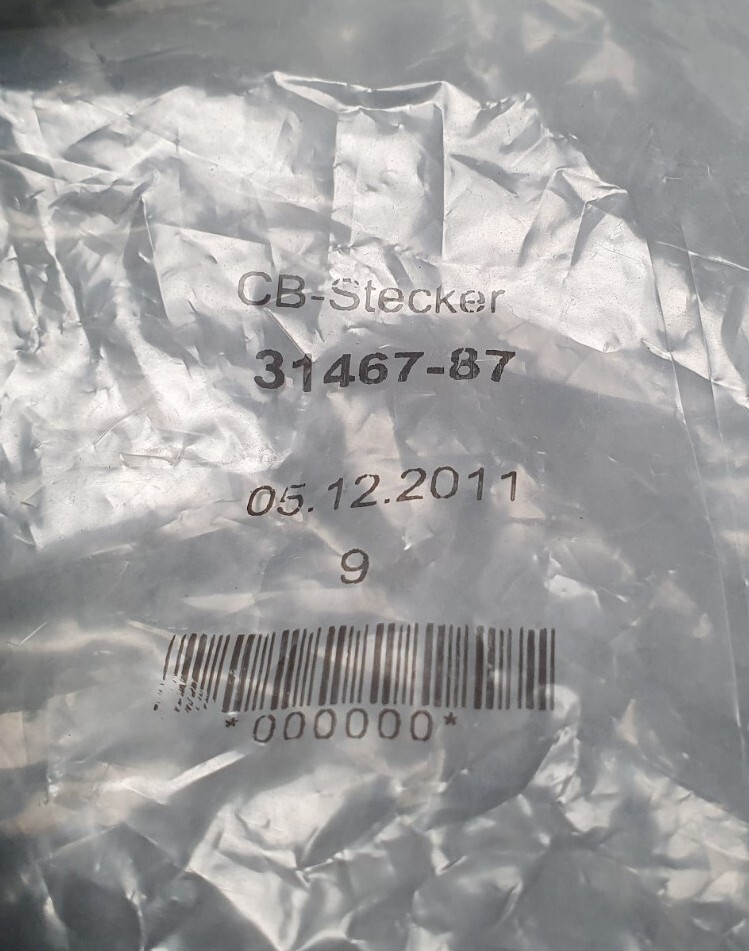 CB-Stecker
31467-87
05.12.2011
9
*000000*